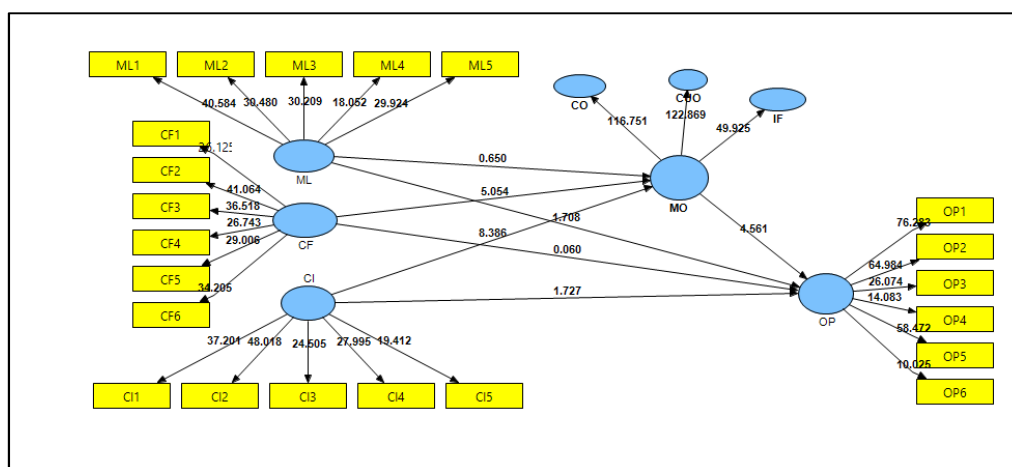 ML1 ML2 ML3 ML4 ML5
40.584 30.480 30.209 18.052 29.924
CO
COO
IF
116.751 122.869 49.925
CF1
CF2
CF3
CF4
CF5
CF6
26.125
41.064
36.518
26.743
29.006
34.205
ML
CF
CI
0.650
5.054
8.386
1.708
0.060
1.727
MO
4.561
OP
76.283
64.984
26.074
14.083
58.472
10.025
OP1
OP2
OP3
OP4
OP5
OP6
37.201 48.018 24.505 27.995 19.412
CI1 CI2 CI3 CI4 CI5